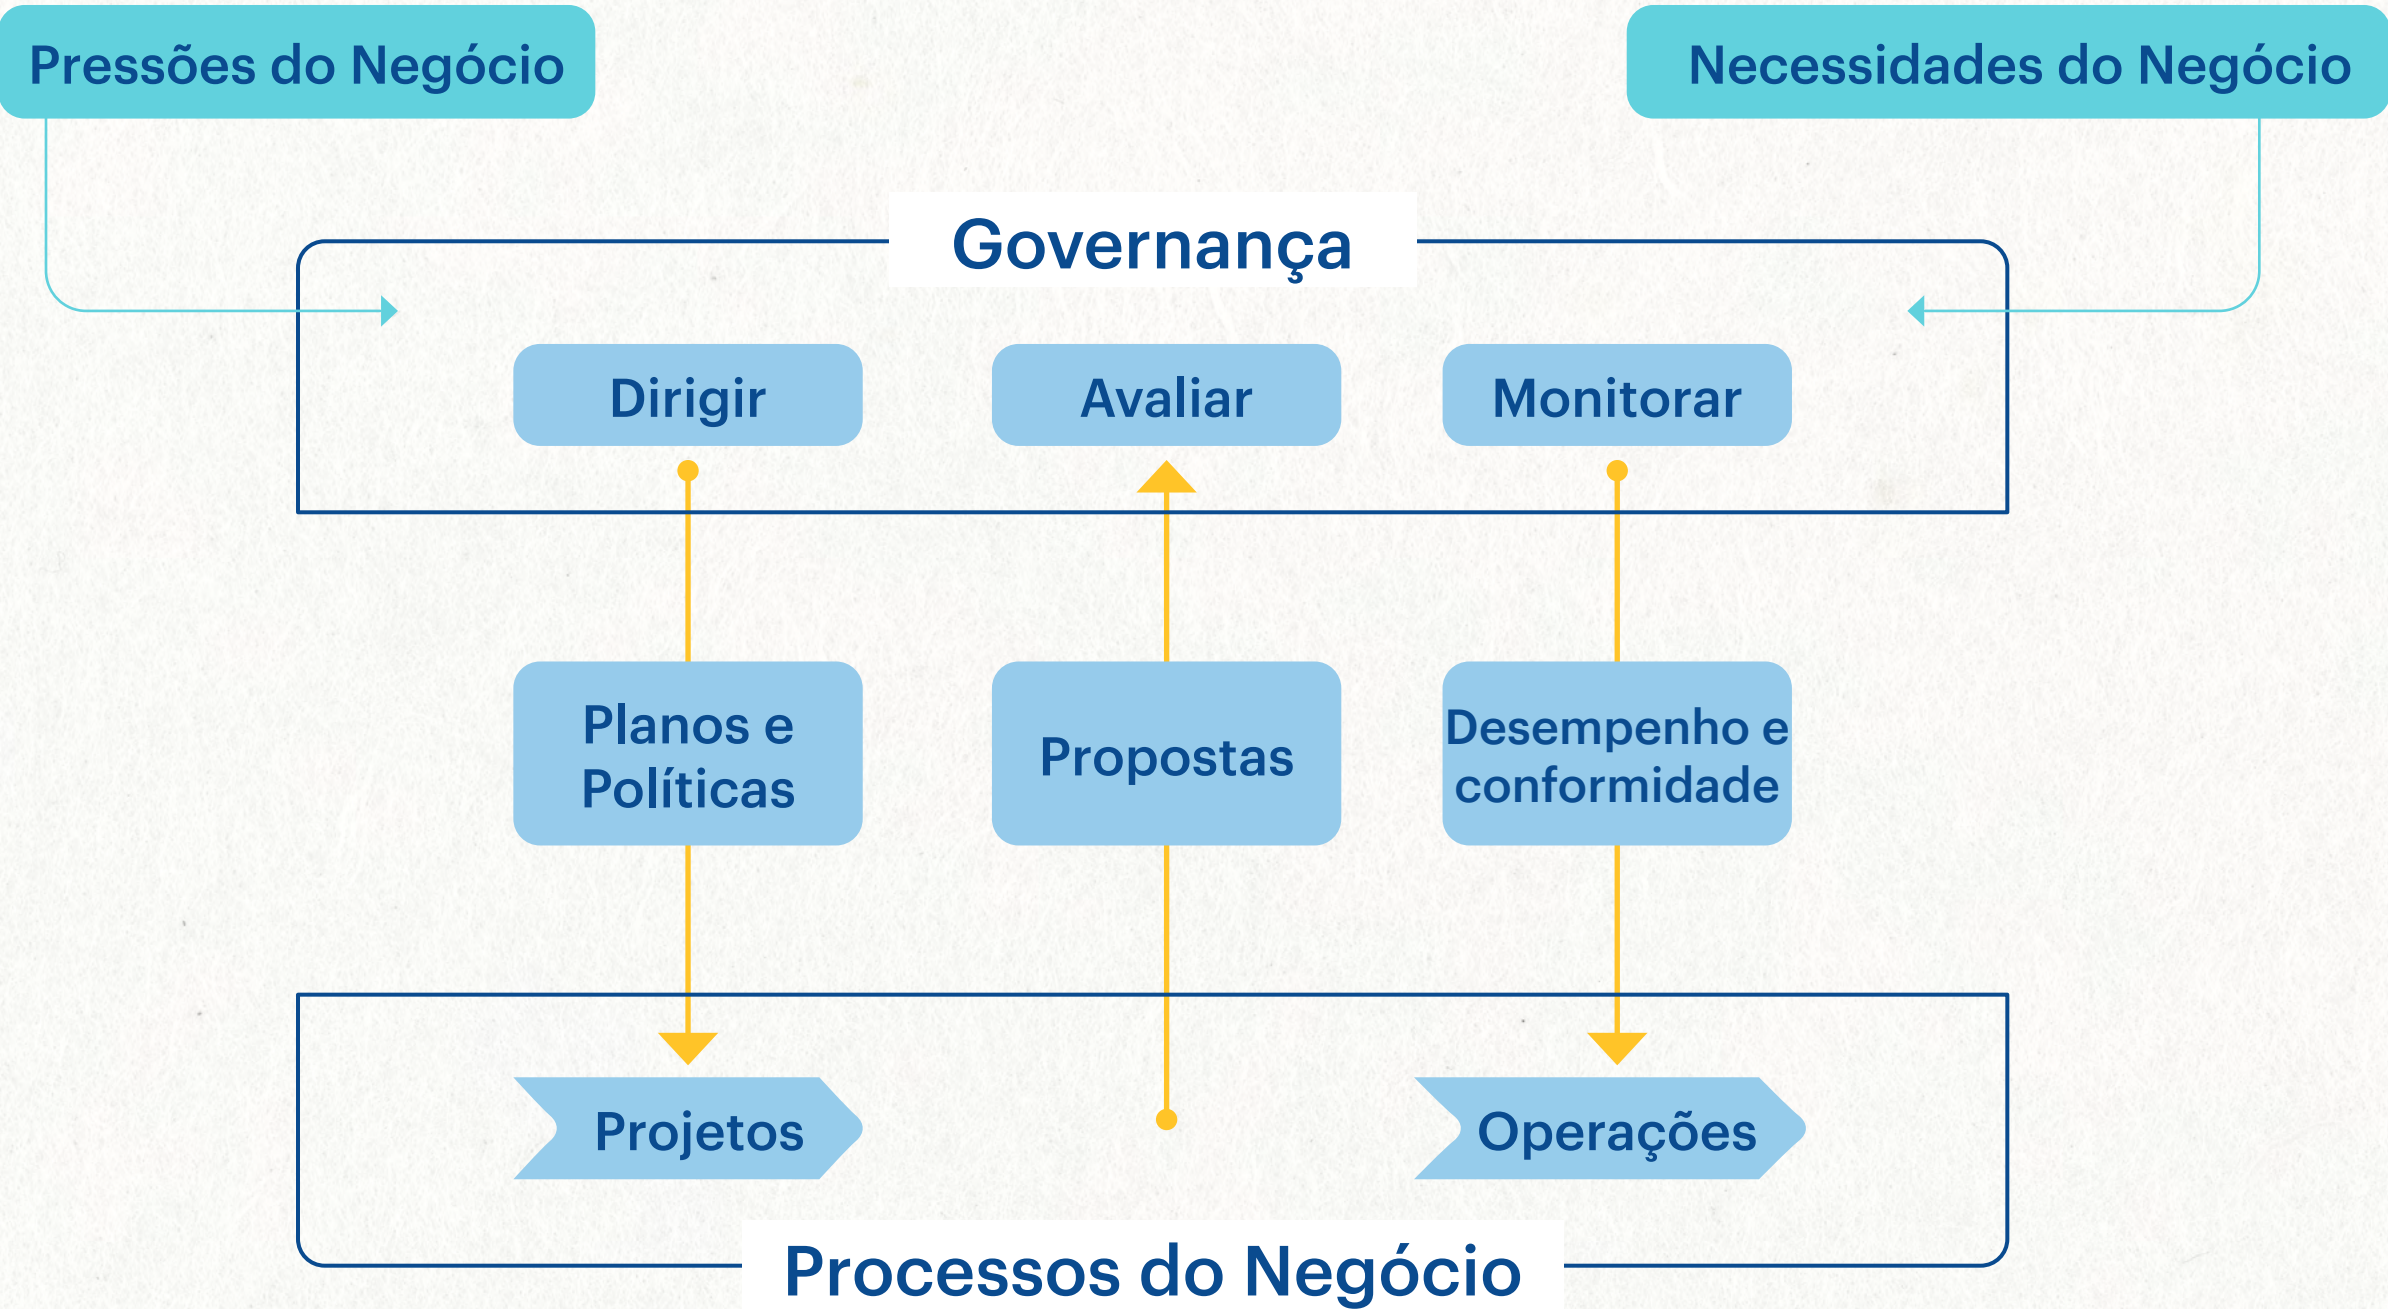 Pressões do Negócio
Necessidades do Negócio
Governança
Dirigir
Avaliar
Monitorar
Planos e
Políticas
Propostas
Desempenho e
conformidade
Projetos
Operações
Processos do Negócio